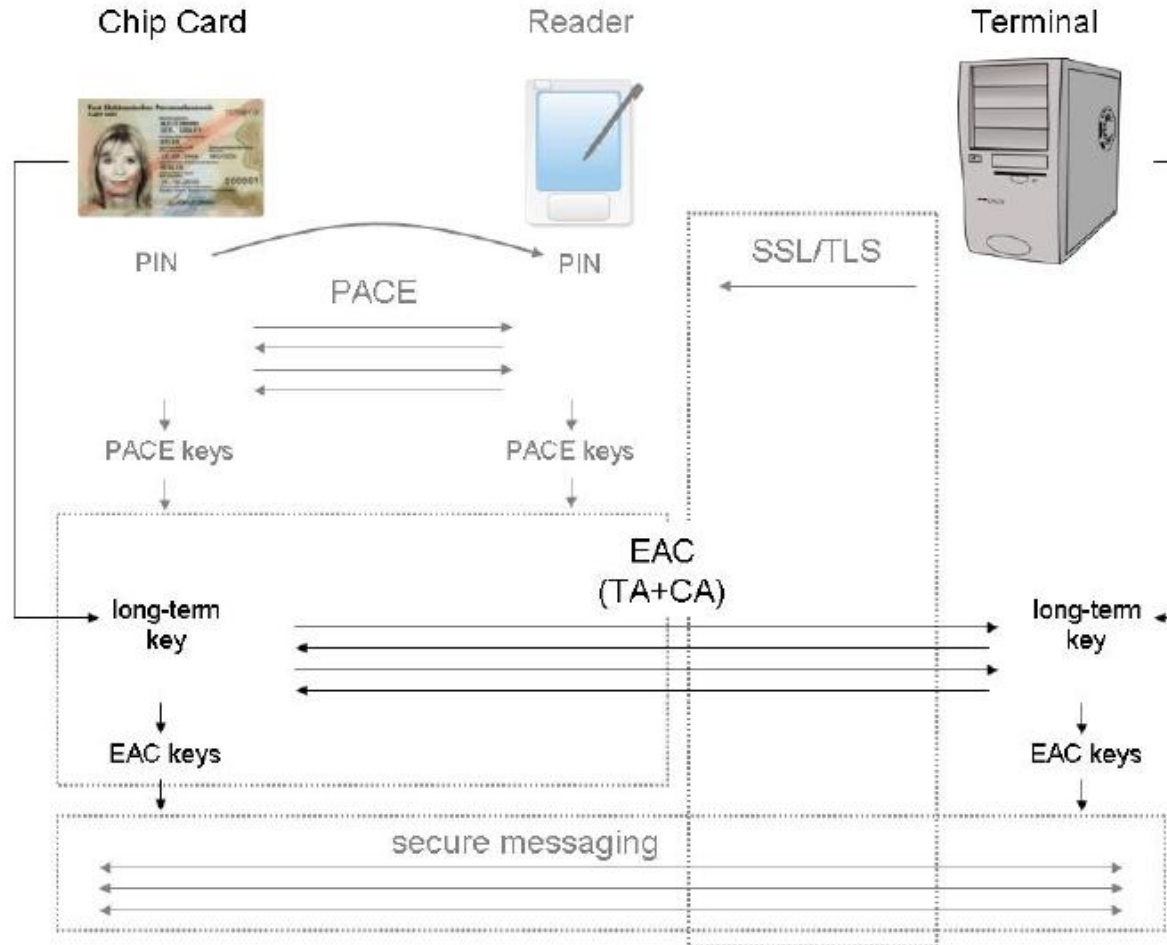 Chip Card
Reader
Terminal
PIN
PIN
SSL/TLS
PACE
PACE keys
PACE keys
EAC
(TA+CA)
long-term
key
long-term
key
EAC keys
EAC keys
secure messaging